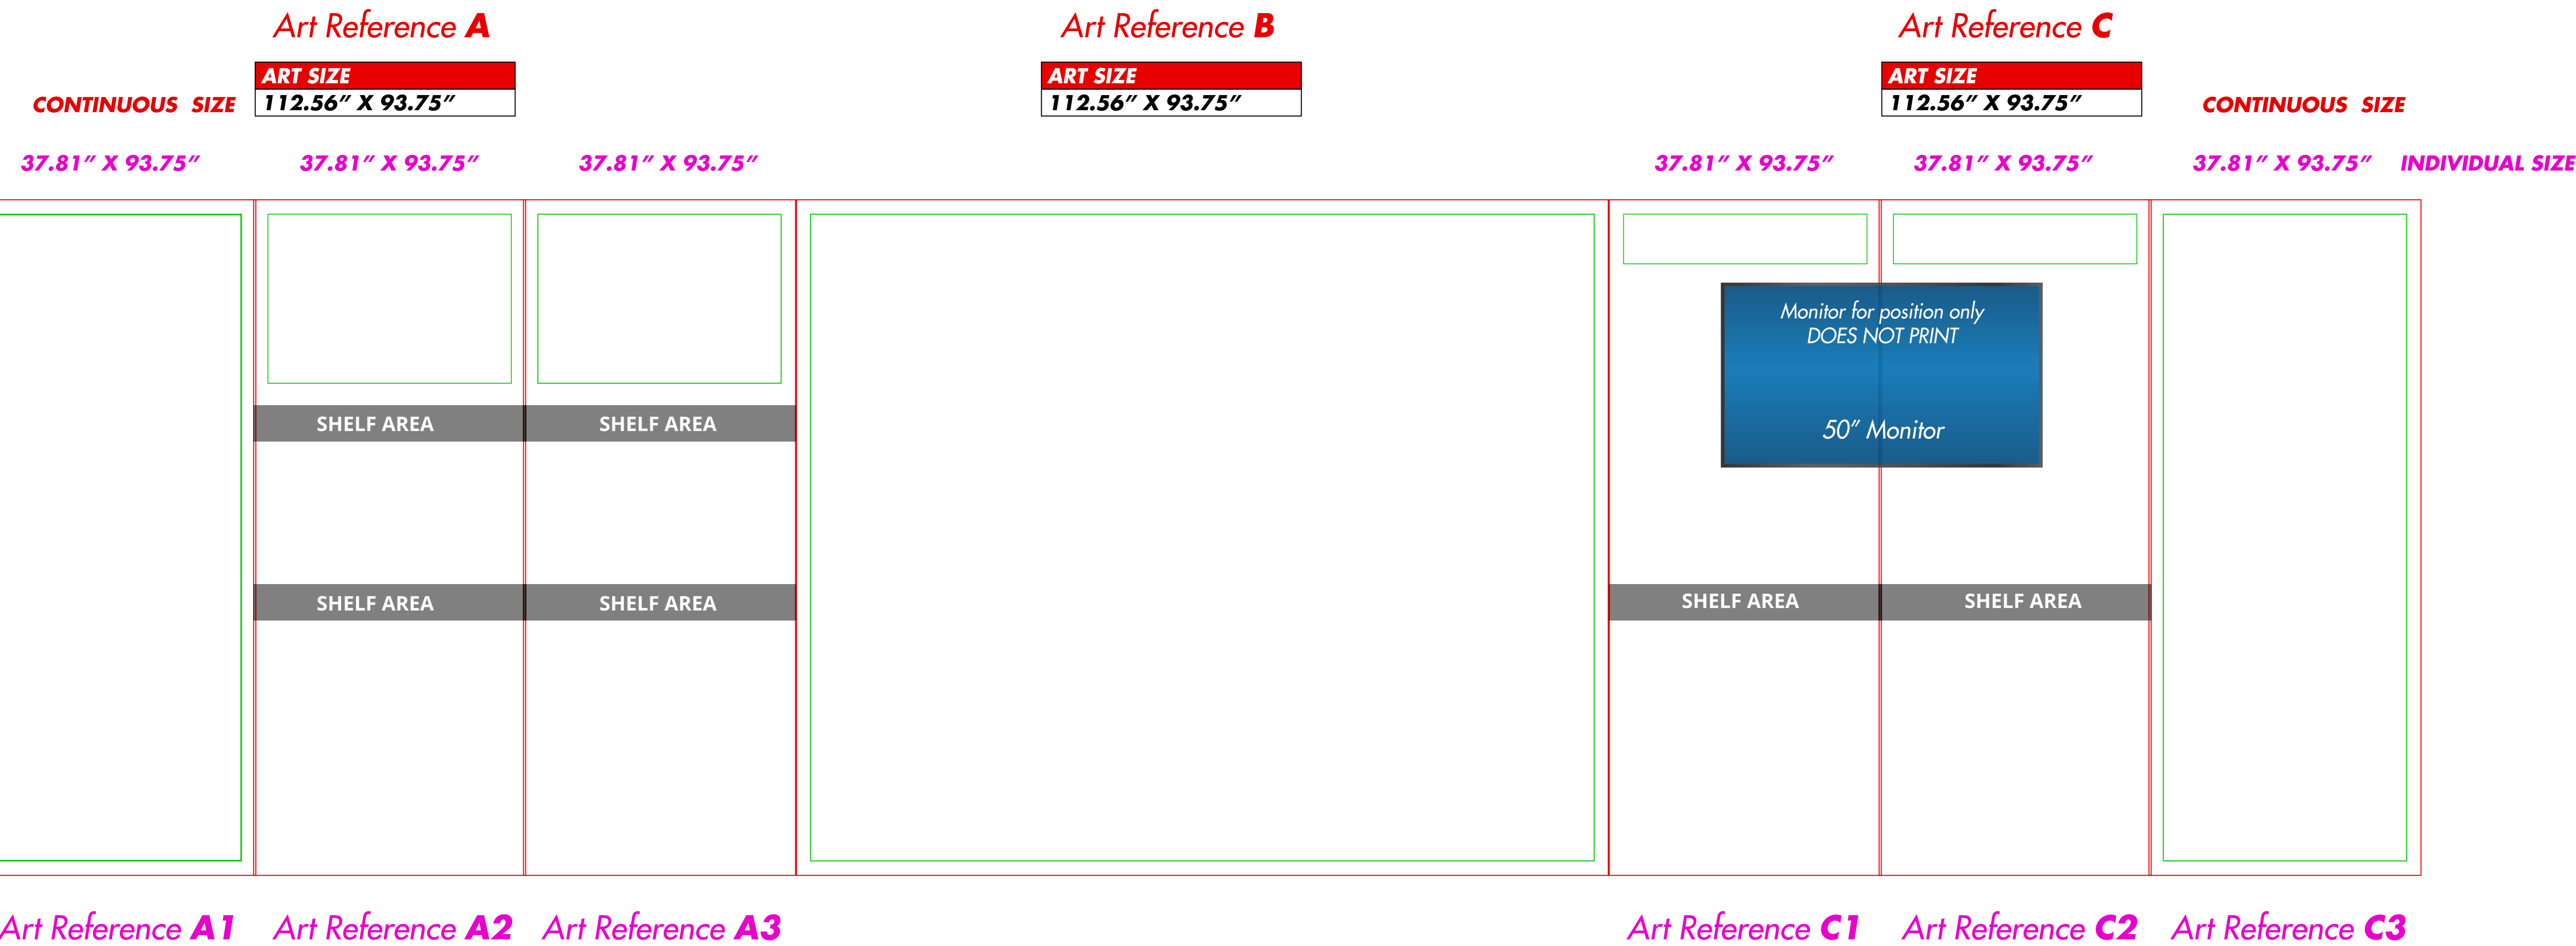 Art Reference A
Art Reference B
Art Reference C
ART SIZE
ART SIZE
ART SIZE
CONTINUOUS SIZE
112.56” X 93.75”
112.56” X 93.75”
112.56” X 93.75”
CONTINUOUS SIZE
37.81” X 93.75”
37.81” X 93.75”
37.81” X 93.75”
37.81” X 93.75”
37.81” X 93.75”
37.81” X 93.75”
INDIVIDUAL SIZE
Monitor for position only
DOES NOT PRINT
50” Monitor
SHELF AREA
SHELF AREA
SHELF AREA
SHELF AREA
SHELF AREA
SHELF AREA
Art Reference A1
Art Reference A2
Art Reference A3
Art Reference C1
Art Reference C2
Art Reference C3